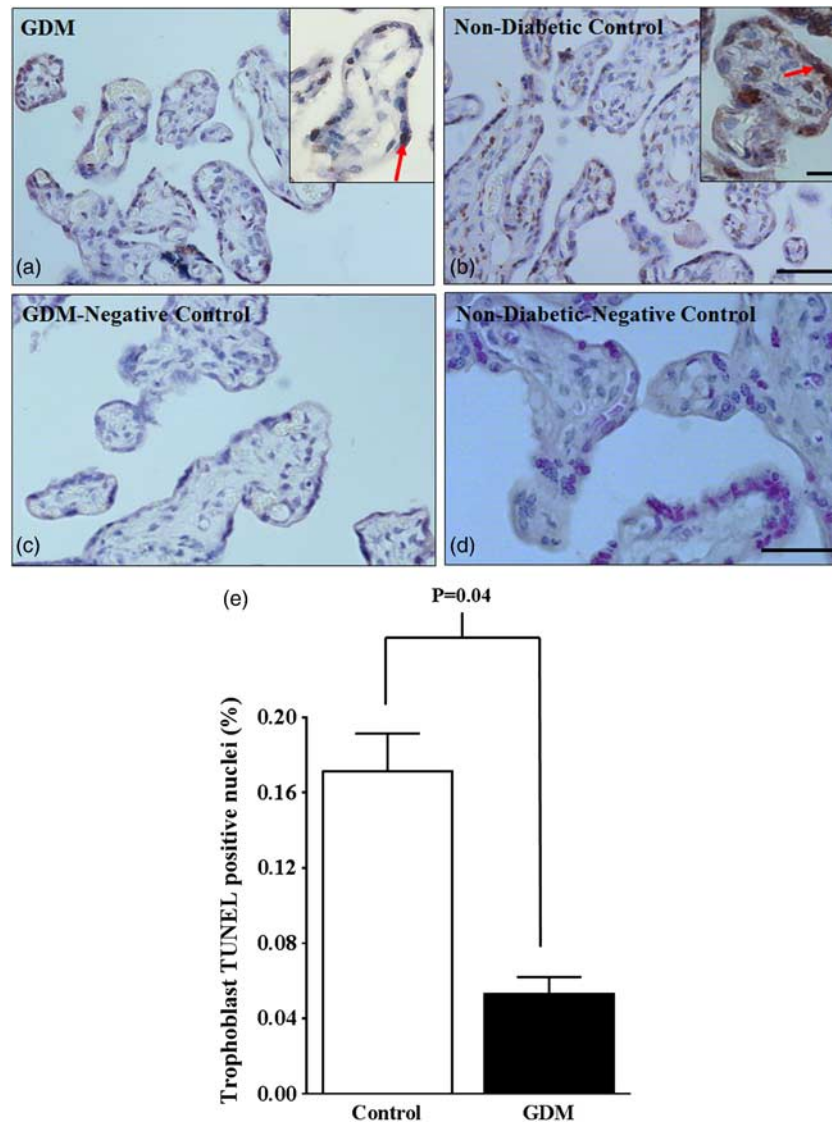 GDM
(a)
Non-Diabetic Control
(b)
GDM-Negative Control
(c)
Non-Diabetic-Negative Control
(d)
(e)
P=0.04
Trophoblast TUNEL positive nuclei (%)
0.20
0.16
0.12
0.08
0.04
0.00
Control
GDM